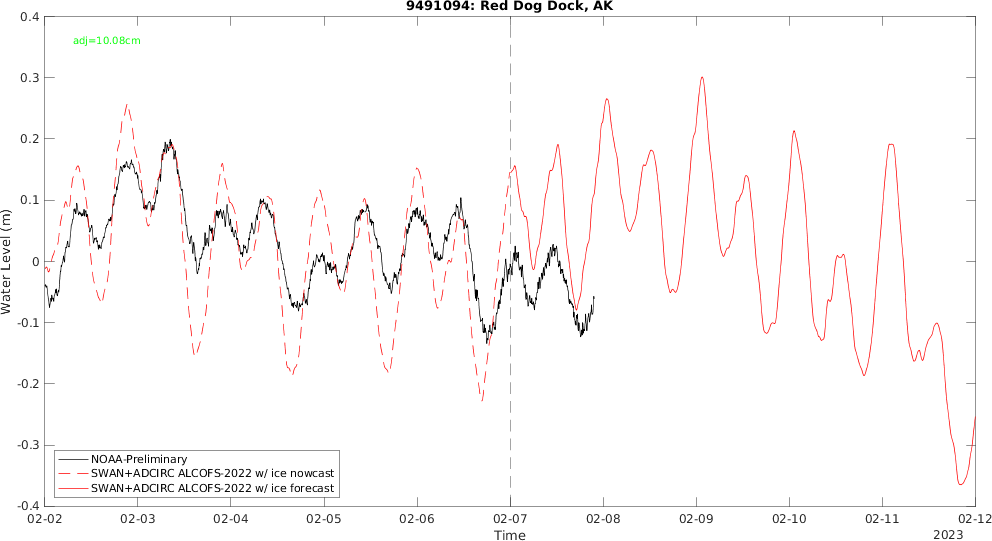 9491094: Red Dog Dock, AK
adj=10.08cm
Water Level (m)
0.4
0.3
0.2
0.1
0
-0.1
-0.2
-0.3
-0.4
NOAA-Preliminary
SWAN+ADCIRC ALCOFS-2022 w/ ice nowcast
SWAN+ADCIRC ALCOFS-2022 w/ ice forecast
02-02 02-03 02-04 02-05 02-06 02-07 02-08 02-09 02-10 02-11 02-12
Time
2023